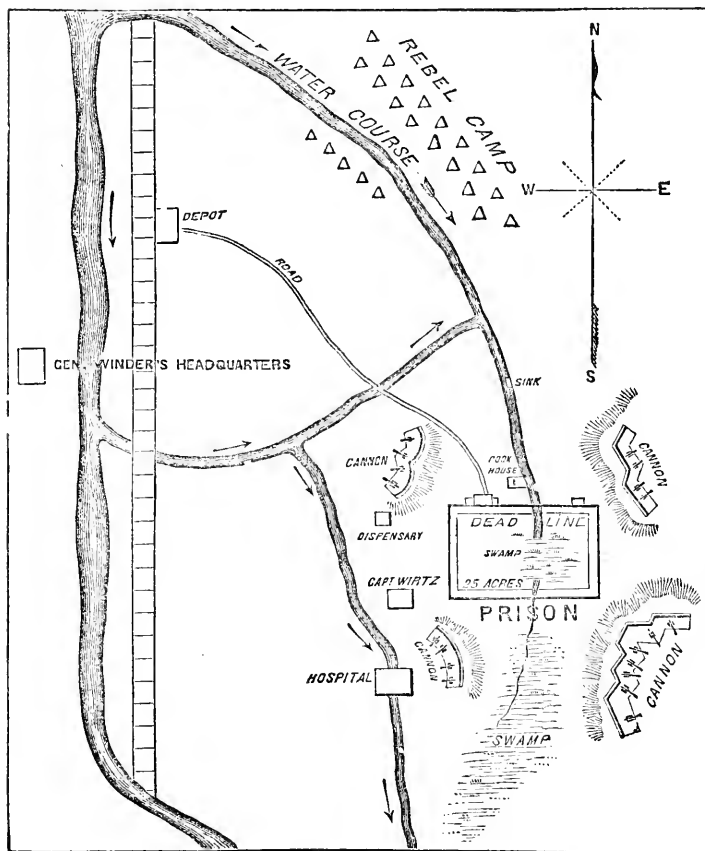 N
REBEL CAMP
WATER COURSE
W
E
DEPOT
ROAD
S
GEN. WINDER'S HEADQUARTERS
SINK
CANNON
COOK
HOUSE
CANNON
DEAD LINE
DISPENSARY
SWAMP
CAPT WIRTZ
25 ACRES
PRISON
CANNON
CANNON
HOSPITAL
SWAMP